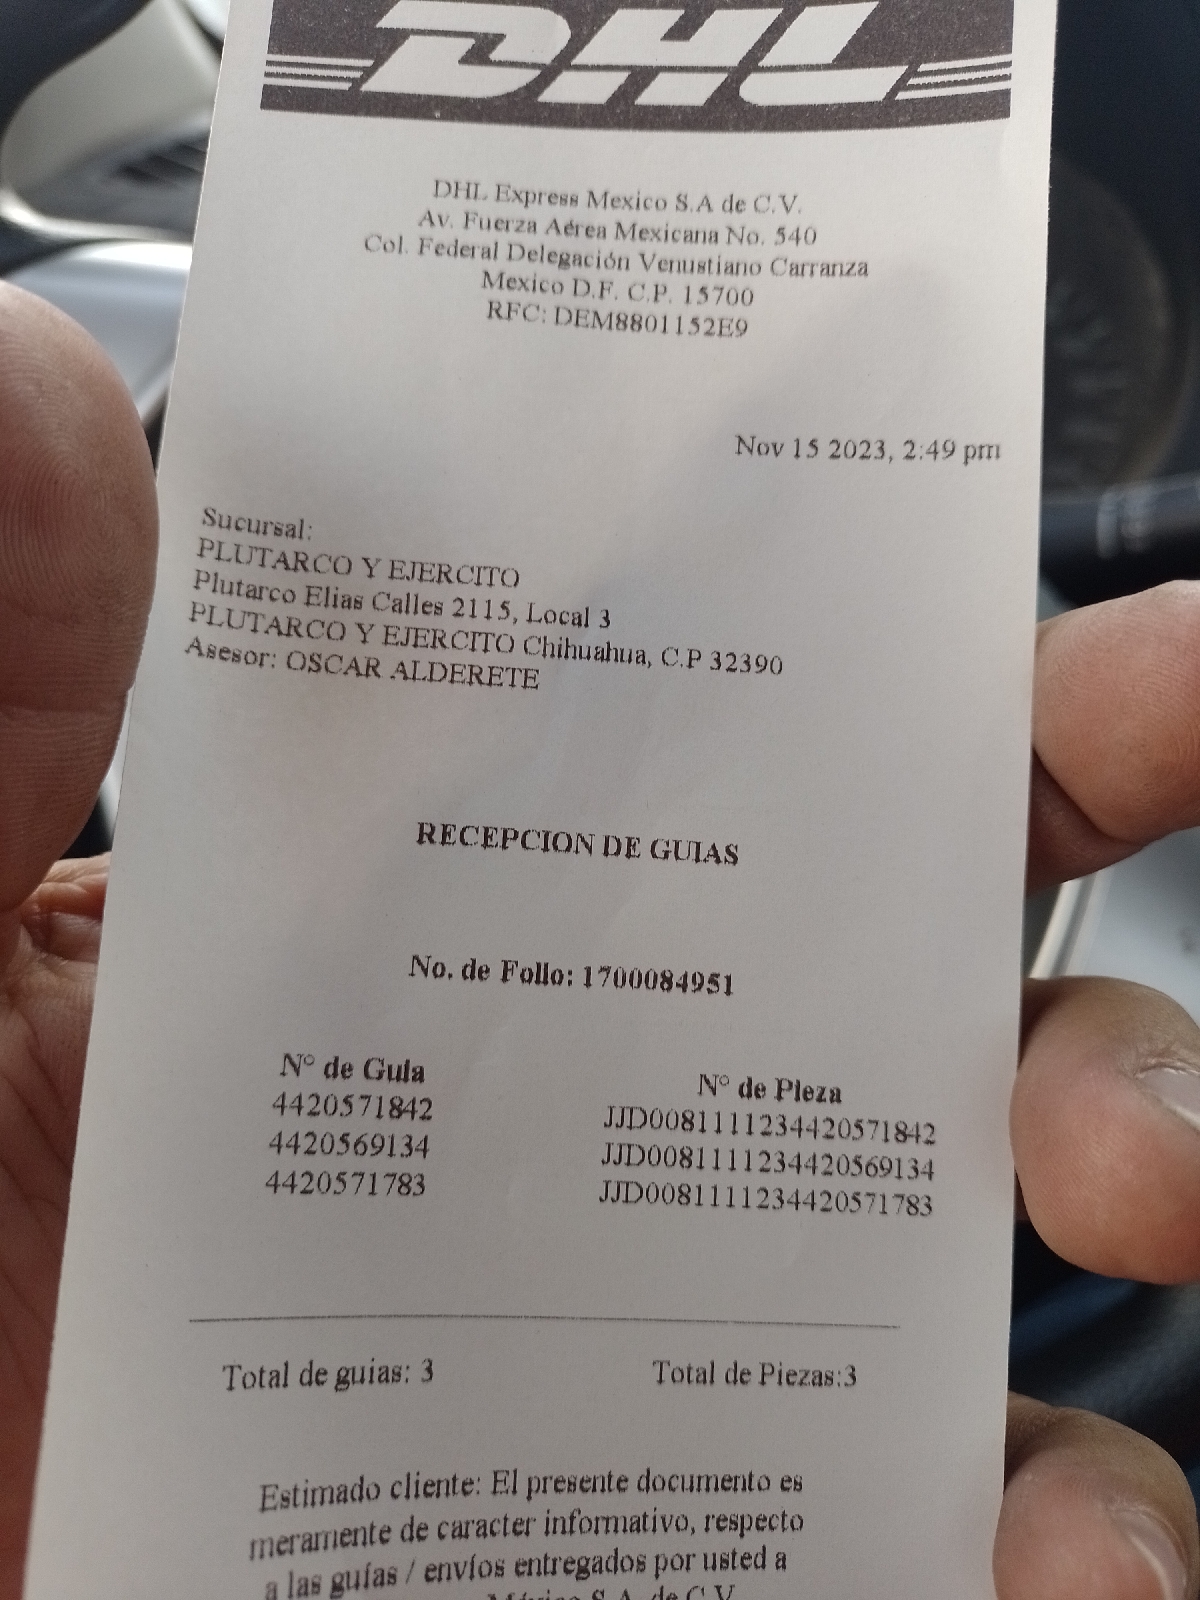 DHL
DHL Express Mexico S.A de C.V.
Av. Fuerza Aérea Mexicana No. 540
Col. Federal Delegación Venustiano Carranza
Mexico D.F. C.P. 15700
RFC: DEM8801152E9
Nov 15 2023, 2:49 pm
Sucursal:
PLUTARCO Y EJERCITO
Plutarco Elias Calles 2115, Local 3
PLUTARCO Y EJERCITO Chihuahua, C.P 32390
Asesor: OSCAR ALDERETE
RECEPCION DE GUIAS
No. de Folio: 1700084951
N° de Guia N° de Pieza
4420571842 JJD0081111234420571842
4420569134 JJD0081111234420569134
4420571783 JJD0081111234420571783
Total de guias: 3 Total de Piezas:3
Estimado cliente: El presente documento es
meramente de caracter informativo, respecto
a las guías / envíos entregados por usted a
México S.A. de C.V.